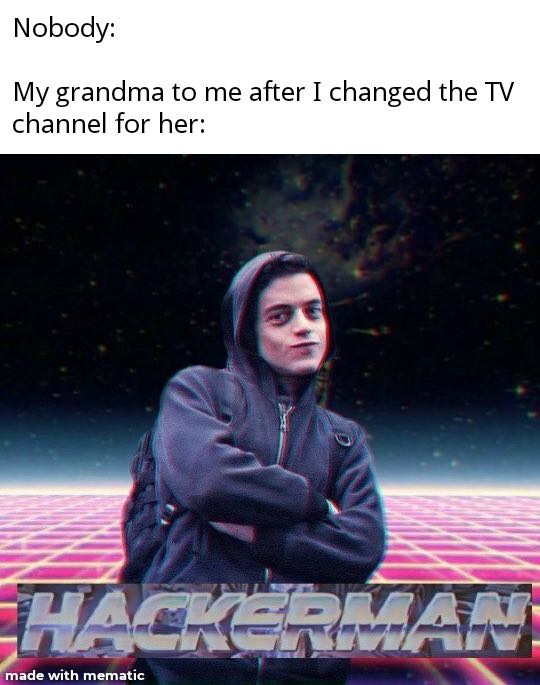 Nobody:
My grandma to me after I changed the TV
channel for her:
HACKERMAN
made with mematic